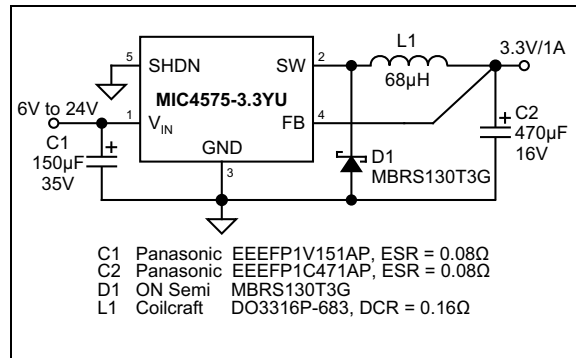 5
SHDN
SW
2
L1
68µH
3.3V/1A
MIC4575-3.3YU
6V to 24V
1
VIN
FB
4
GND
3
C1
+
150µF
35V
+
C2
470µF
16V
D1
MBRS130T3G
C1 Panasonic EEEFP1V151AP, ESR = 0.08Ω
C2 Panasonic EEEFP1C471AP, ESR = 0.08Ω
D1 ON Semi MBRS130T3G
L1 Coilcraft DO3316P-683, DCR = 0.16Ω